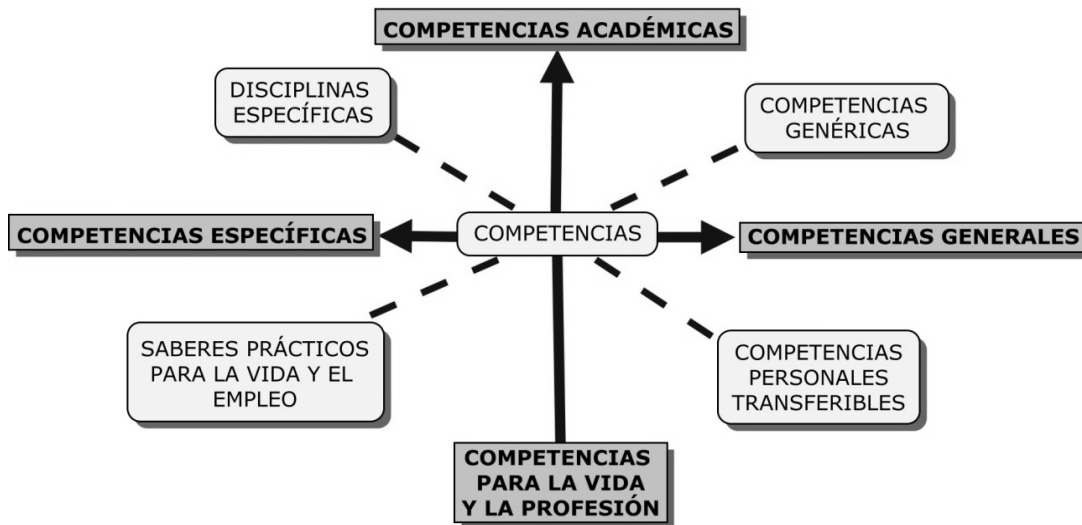 COMPETENCIAS ACADÉMICAS
DISCIPLINAS
ESPECÍFICAS
COMPETENCIAS
GENÉRICAS
COMPETENCIAS ESPECÍFICAS
COMPETENCIAS
COMPETENCIAS GENERALES
SABERES PRÁCTICOS
PARA LA VIDA Y EL
EMPLEO
COMPETENCIAS
PERSONALES
TRANSFERIBLES
COMPETENCIAS
PARA LA VIDA
Y LA PROFESIÓN